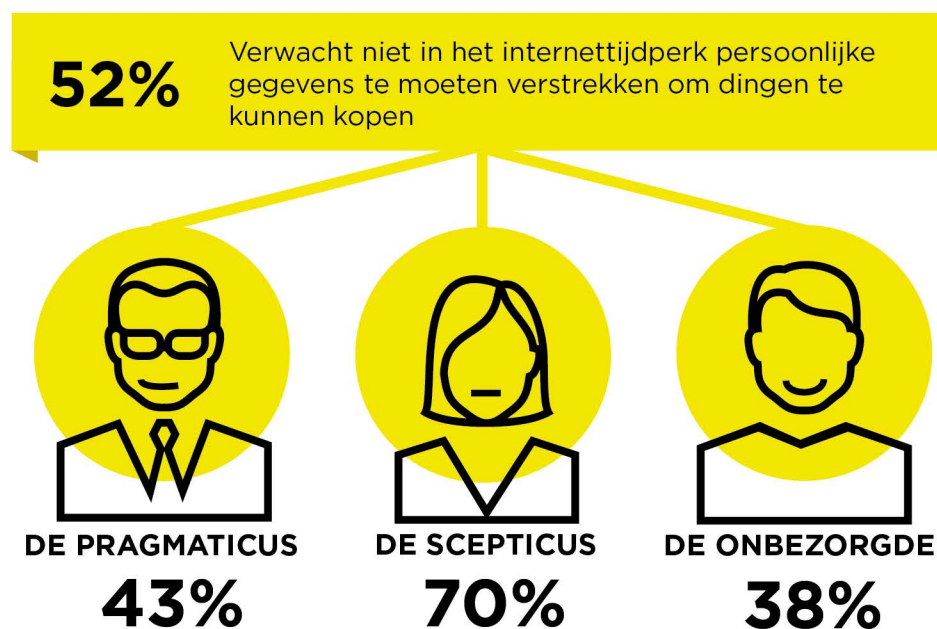 52%
Verwacht niet in het internettijdperk persoonlijke
gegevens te moeten verstrekken om dingen te
kunnen kopen
DE PRAGMATICUS
43%
DE SCEPTICUS
70%
DE ONBEZORGDE
38%